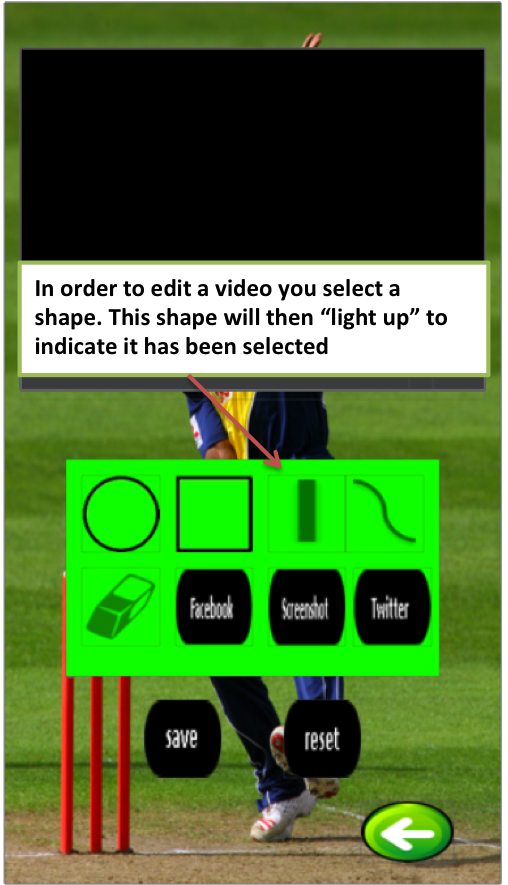 In order to edit a video you select a
shape. This shape will then “light up” to
indicate it has been selected
Facebook Screenshot Twitter
save reset